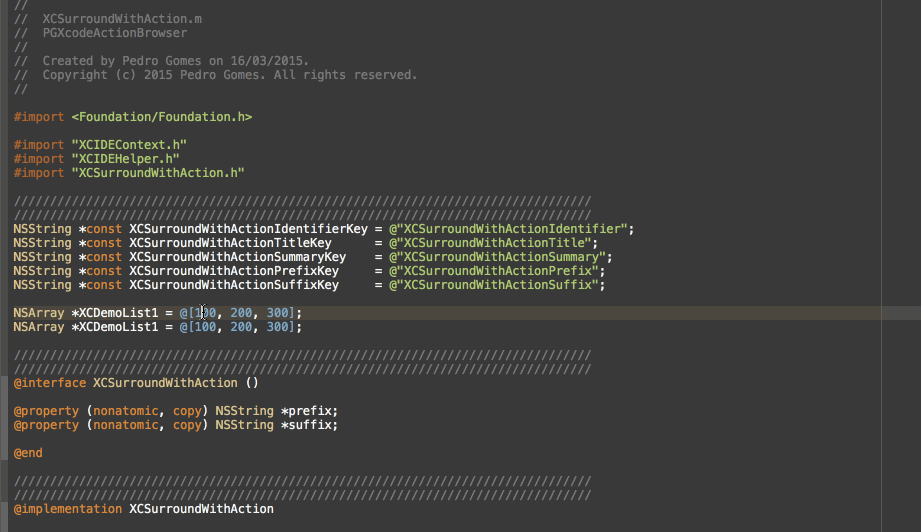 //
//  XCSurroundWithAction.m
//  PGXcodeActionBrowser
//
//  Created by Pedro Gomes on 16/03/2015.
//  Copyright (c) 2015 Pedro Gomes. All rights reserved.
//
#import <Foundation/Foundation.h>
#import "XCIDEContext.h"
#import "XCIDEHelper.h"
#import "XCSurroundWithAction.h"
////////////////////////////////////////////////////////////////////////////////
////////////////////////////////////////////////////////////////////////////////
NSString *const XCSurroundWithActionIdentifierKey = @"XCSurroundWithActionIdentifier";
NSString *const XCSurroundWithActionTitleKey      = @"XCSurroundWithActionTitle";
NSString *const XCSurroundWithActionSummaryKey    = @"XCSurroundWithActionSummary";
NSString *const XCSurroundWithActionPrefixKey     = @"XCSurroundWithActionPrefix";
NSString *const XCSurroundWithActionSuffixKey     = @"XCSurroundWithActionSuffix";
NSArray *XCDemoList1 = @[100, 200, 300];
NSArray *XCDemoList1 = @[100, 200, 300];
////////////////////////////////////////////////////////////////////////////////
////////////////////////////////////////////////////////////////////////////////
@interface XCSurroundWithAction ()
@property (nonatomic, copy) NSString *prefix;
@property (nonatomic, copy) NSString *suffix;
@end
////////////////////////////////////////////////////////////////////////////////
////////////////////////////////////////////////////////////////////////////////
@implementation XCSurroundWithAction